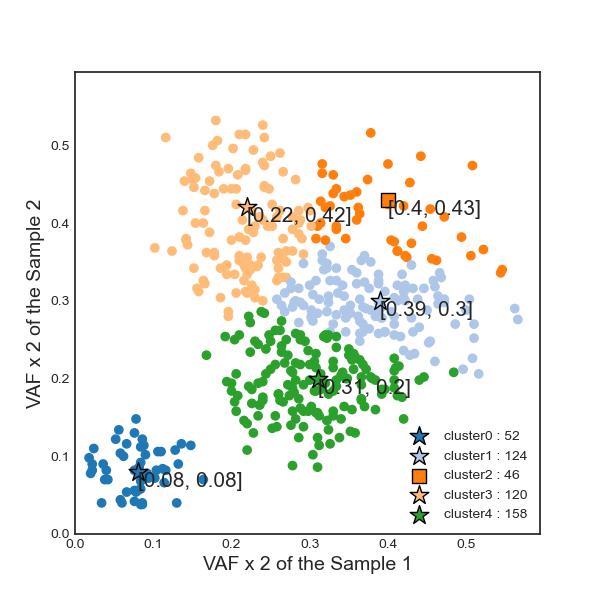 VAF x 2 of the Sample 2
0.5
0.4
0.3
0.2
0.1
0.0
[0.22, 0.42]
[0.4, 0.43]
[0.39, 0.3]
[0.31, 0.2]
[0.08, 0.08]
cluster0 : 52
cluster1 : 124
cluster2 : 46
cluster3 : 120
cluster4 : 158
0.0 0.1 0.2 0.3 0.4 0.5
VAF x 2 of the Sample 1